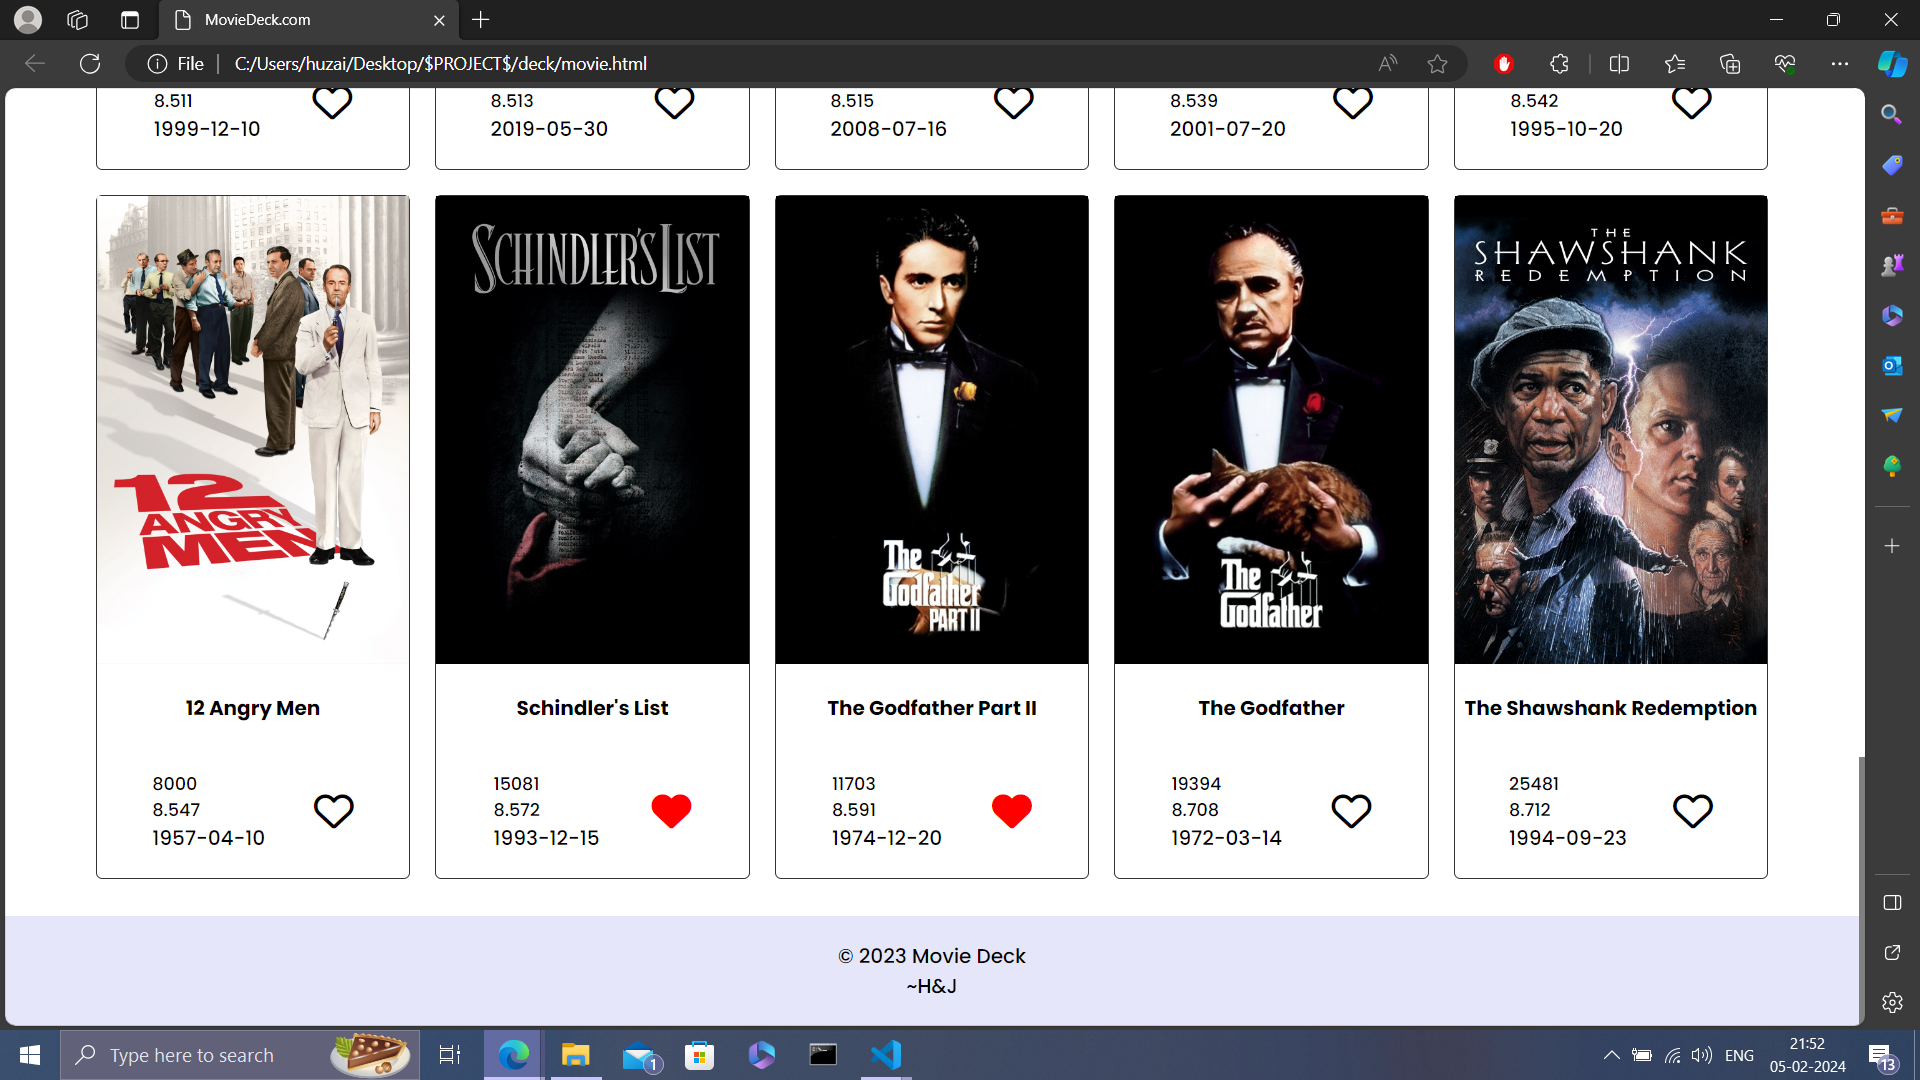 MovieDeck.com
File
C:/Users/huzai/Desktop/$PROJECT$/deck/movie.html
8.511
1999-12-10
8.513
2019-05-30
8.515
2008-07-16
8.539
2001-07-20
8.542
1995-10-20
12
ANGRY
MEN
SCHINDLER'S LIST
The
Godfather
PART II
The
Godfather
THE
SHAWSHANK
REDEMPTION
12 Angry Men
8000
8.547
1957-04-10
Schindler's List
15081
8.572
1993-12-15
The Godfather Part II
11703
8.591
1974-12-20
The Godfather
19394
8.708
1972-03-14
The Shawshank Redemption
25481
8.712
1994-09-23
© 2023 Movie Deck
~H&J
Type here to search
1
ENG
21:52
05-02-2024
13